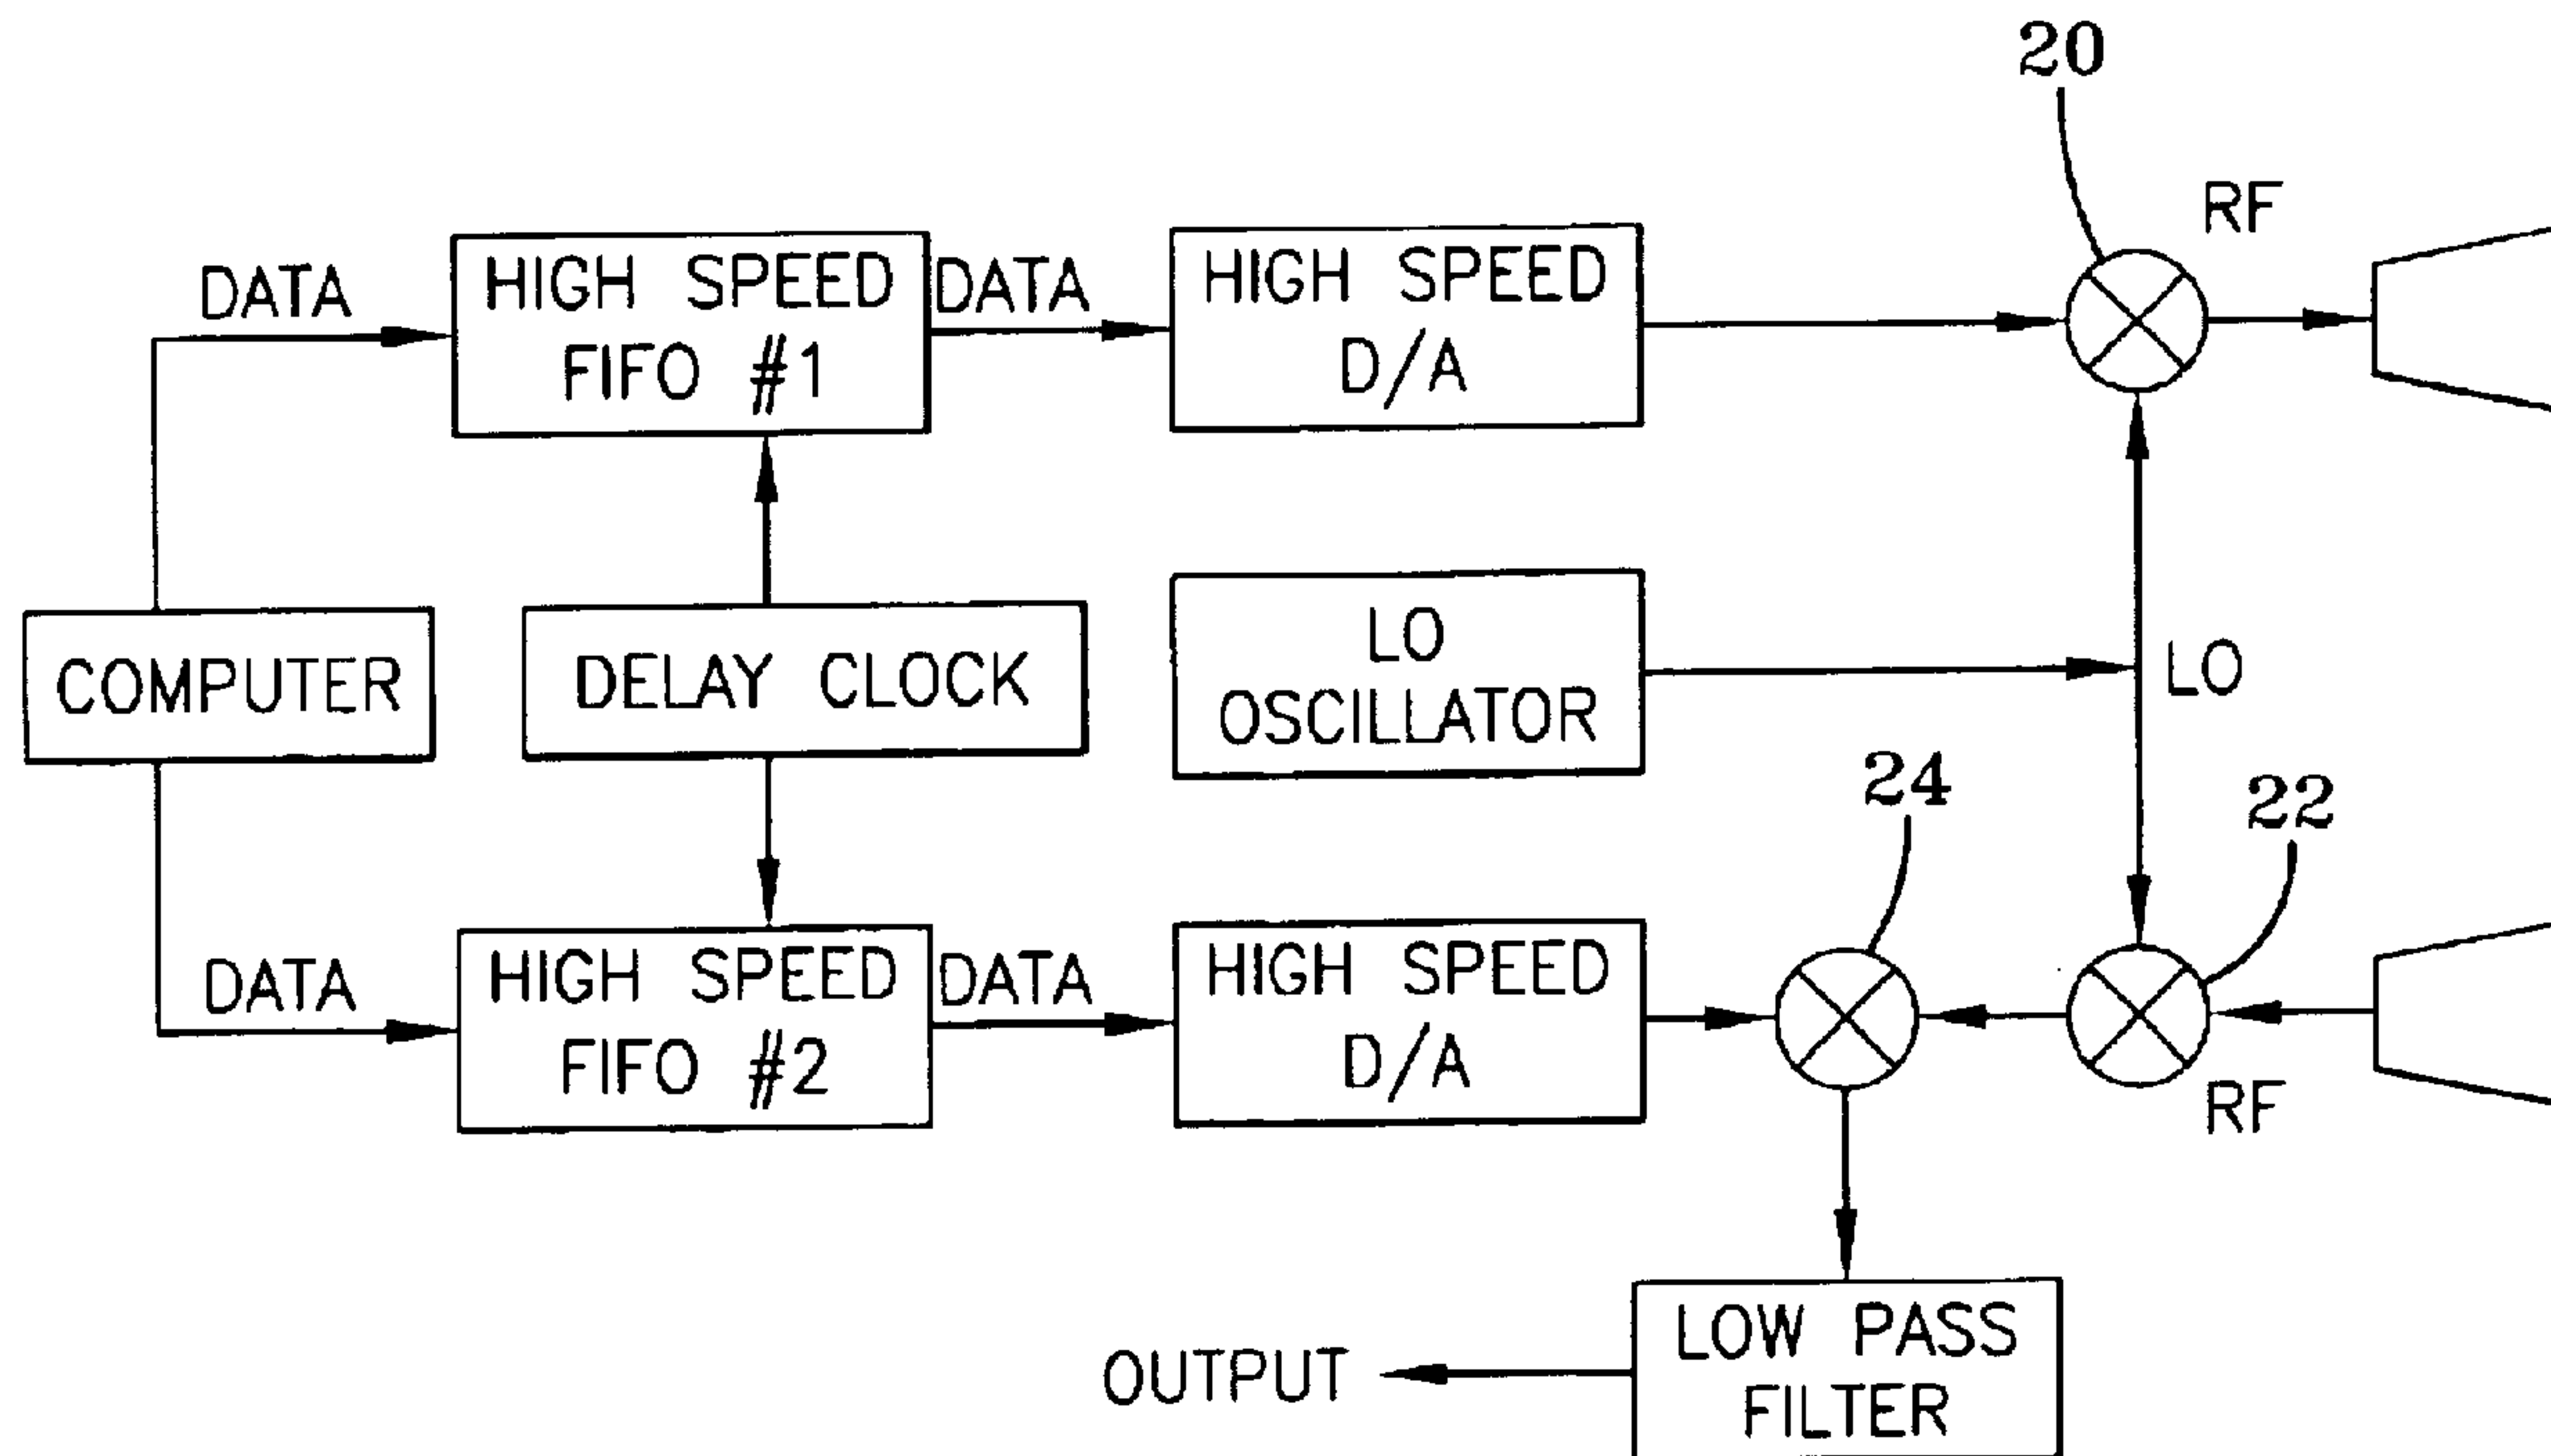 20
RF
DATA
HIGH SPEED
FIFO #1
DATA
HIGH SPEED
D/A
COMPUTER
DELAY CLOCK
LO
OSCILLATOR
LO
24
22
DATA
HIGH SPEED
FIFO #2
DATA
HIGH SPEED
D/A
RF
OUTPUT
LOW PASS
FILTER